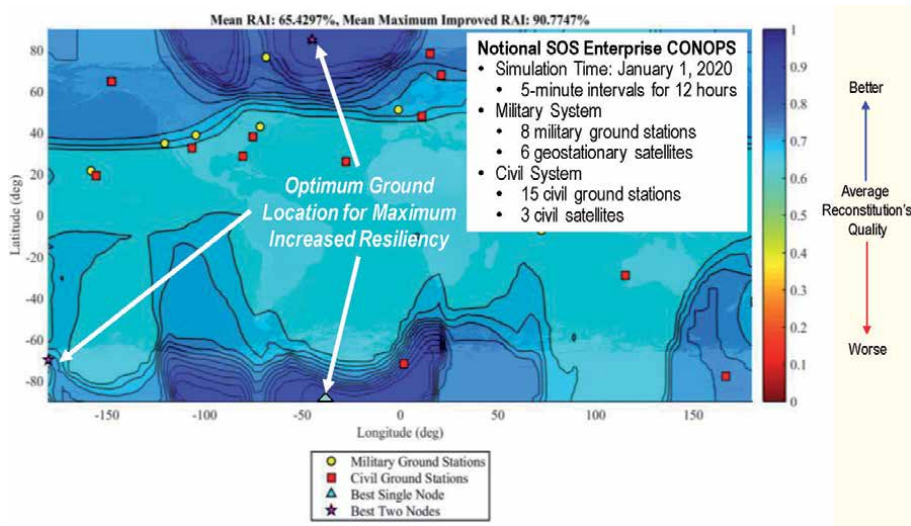 Mean RAI: 65.4297%, Mean Maximum Improved RAI: 90.7747%
Notional SOS Enterprise CONOPS
• Simulation Time: January 1, 2020
• 5-minute intervals for 12 hours
• Military System
• 8 military ground stations
• 6 geostationary satellites
• Civil System
• 15 civil ground stations
• 3 civil satellites
Optimum Ground
Location for Maximum
Increased Resiliency
Latitude (deg)
80
60
40
20
0
-20
-40
-60
-80
-150
-100
-50
0
50
100
150
Longitude (deg)
1
0.9
0.8
0.7
0.6
0.5
0.4
0.3
0.2
0.1
0
Better
Average
Reconstitution's
Quality
Worse
Military Ground Stations
Civil Ground Stations
Best Single Node
Best Two Nodes